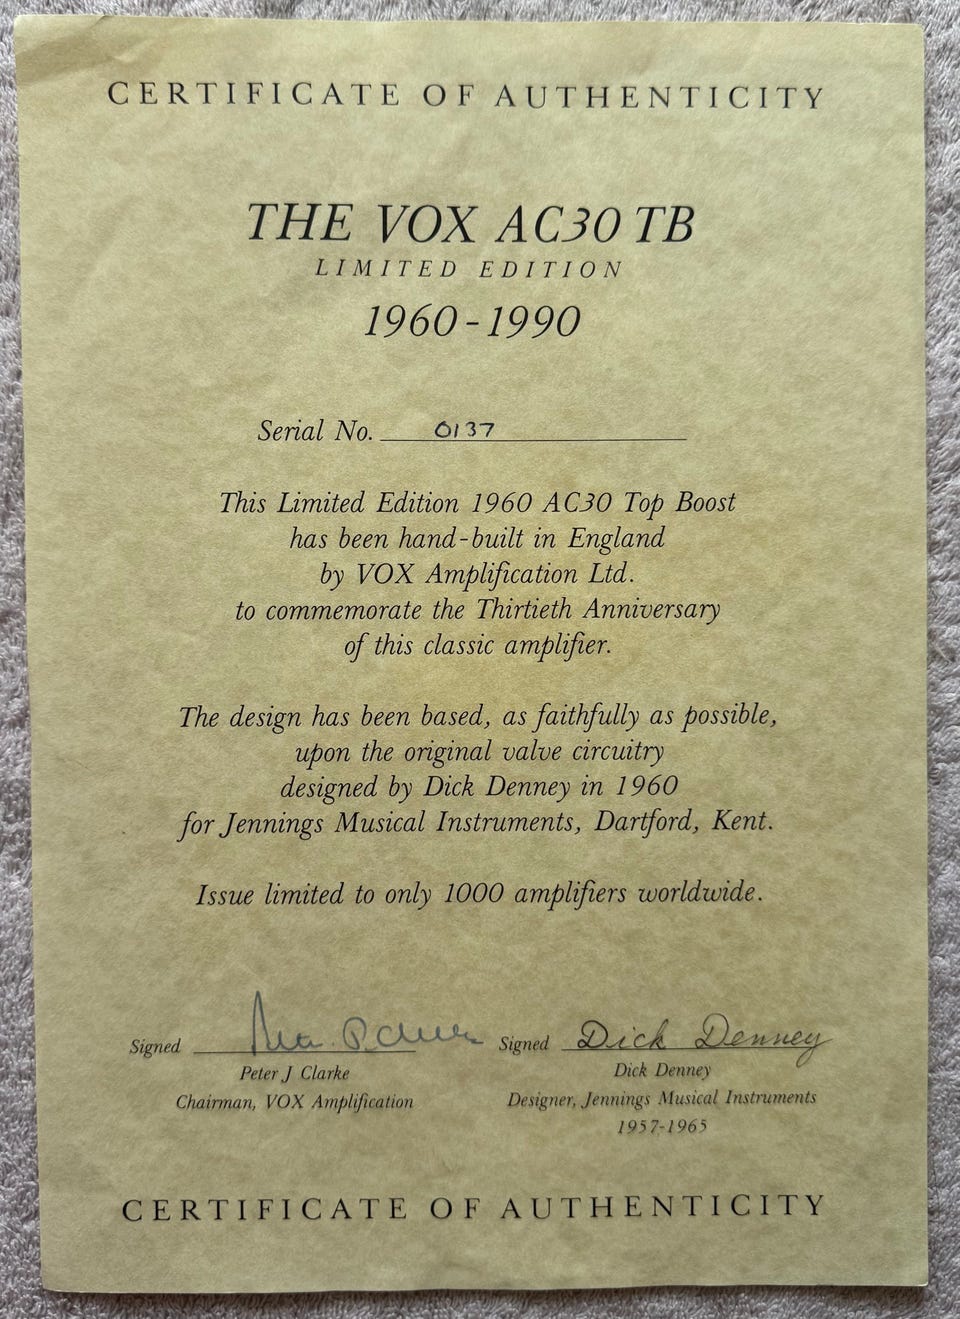 CERTIFICATE OF AUTHENTICITY
THE VOX AC30 TB
LIMITED EDITION
1960-1990
Serial No. 0137
This Limited Edition 1960 AC30 Top Boost
has been hand-built in England
by VOX Amplification Ltd.
to commemorate the Thirtieth Anniversary
of this classic amplifier.
The design has been based, as faithfully as possible,
upon the original valve circuitry
designed by Dick Denney in 1960
for Jennings Musical Instruments, Dartford, Kent.
Issue limited to only 1000 amplifiers worldwide.
Signed
Peter J Clarke
Chairman, VOX Amplification
Signed Dick Denney
Dick Denney
Designer, Jennings Musical Instruments
1957-1965
CERTIFICATE OF AUTHENTICITY